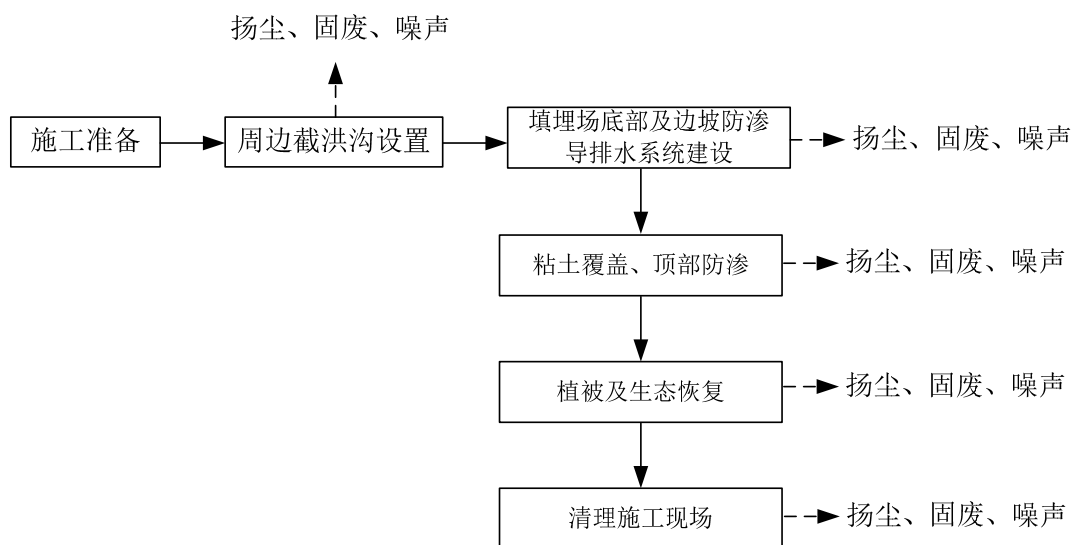 扬尘、固废、噪声
施工准备
周边截洪沟设置
填埋场底部及边坡防渗
导排水系统建设
扬尘、固废、噪声
粘土覆盖、顶部防渗
扬尘、固废、噪声
植被及生态恢复
扬尘、固废、噪声
清理施工现场
扬尘、固废、噪声